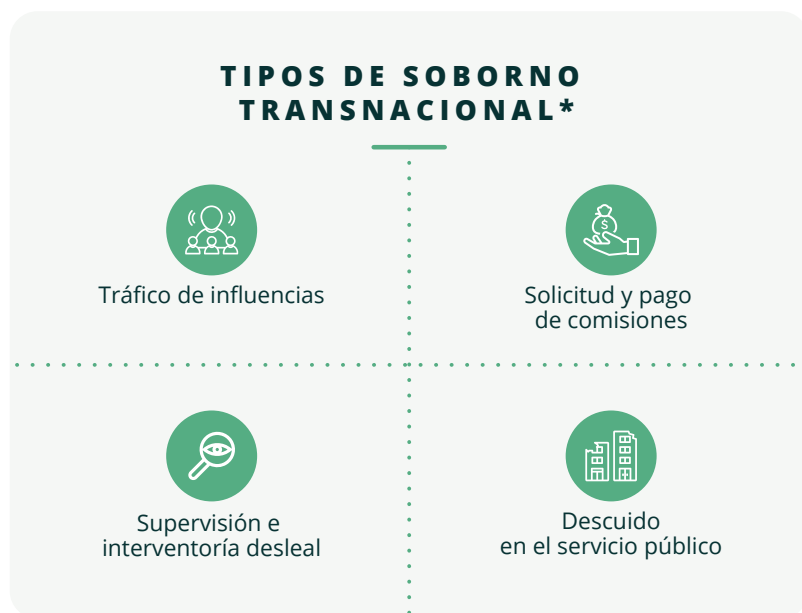 TIPOS DE SOBORNO
TRANSNACIONAL*
Tráfico de influencias
Solicitud y pago
de comisiones
Supervisión e
interventoría desleal
Descuido
en el servicio público